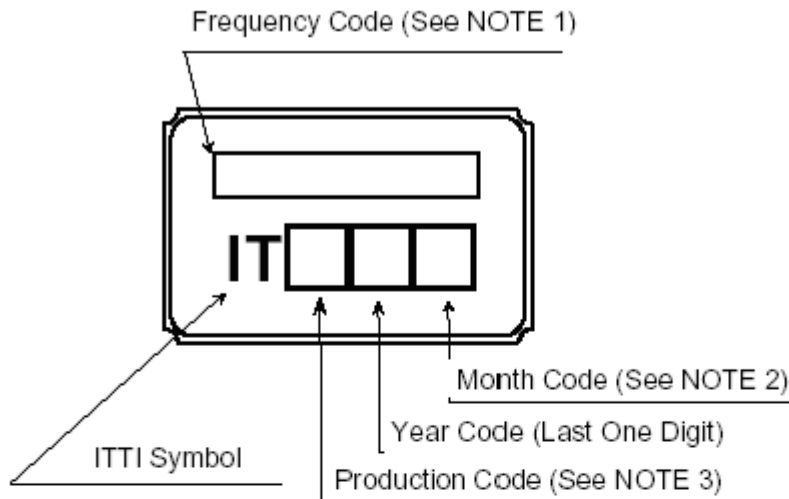 Frequency Code (See NOTE 1)
IT
Month Code (See NOTE 2)
Year Code (Last One Digit)
ITTI Symbol
Production Code (See NOTE 3)